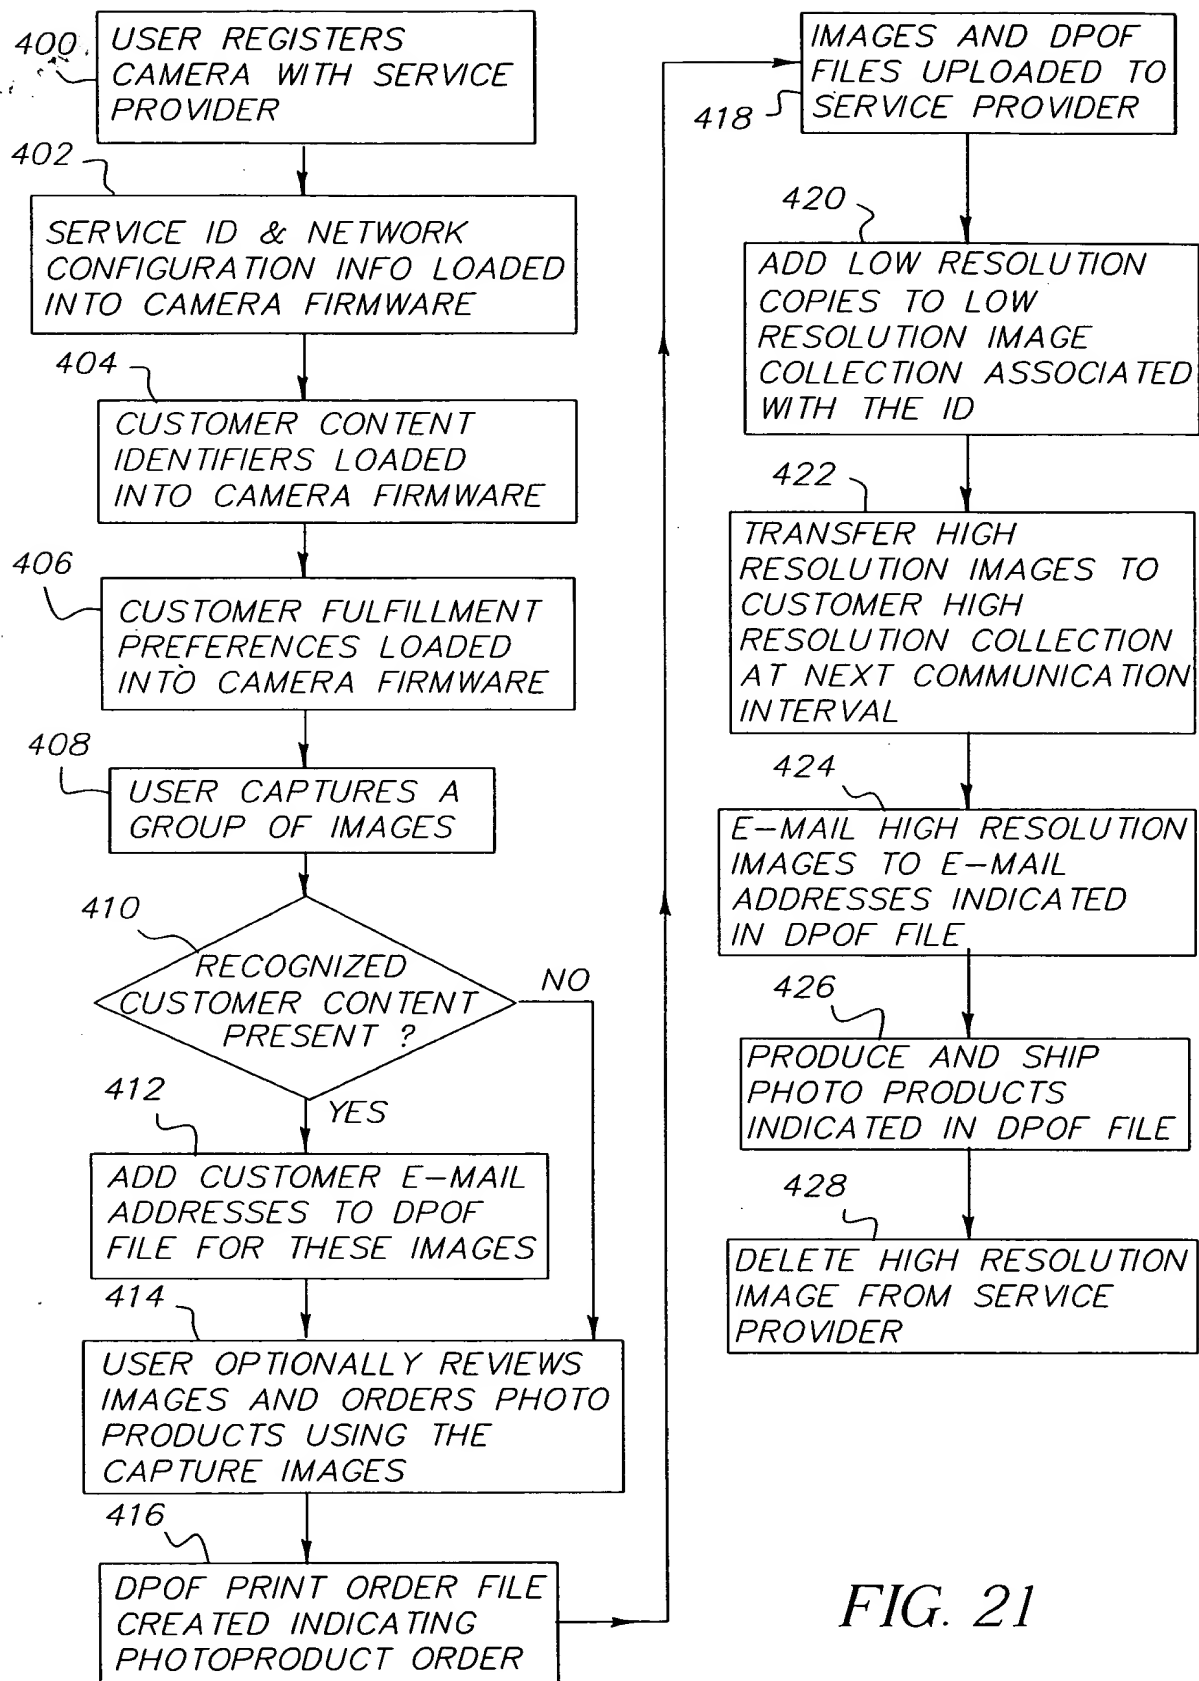 400
USER REGISTERS
CAMERA WITH SERVICE
PROVIDER
402
SERVICE ID & NETWORK
CONFIGURATION INFO LOADED
INTO CAMERA FIRMWARE
404
CUSTOMER CONTENT
IDENTIFIERS LOADED
INTO CAMERA FIRMWARE
406
CUSTOMER FULFILLMENT
PREFERENCES LOADED
INTO CAMERA FIRMWARE
408
USER CAPTURES A
GROUP OF IMAGES
410
RECOGNIZED
CUSTOMER CONTENT
PRESENT ?
NO
YES
412
ADD CUSTOMER E-MAIL
ADDRESSES TO DPOF
FILE FOR THESE IMAGES
414
USER OPTIONALLY REVIEWS
IMAGES AND ORDERS PHOTO
PRODUCTS USING THE
CAPTURE IMAGES
416
DPOF PRINT ORDER FILE
CREATED INDICATING
PHOTOPRODUCT ORDER
IMAGES AND DPOF
FILES UPLOADED TO
SERVICE PROVIDER
418
420
ADD LOW RESOLUTION
COPIES TO LOW
RESOLUTION IMAGE
COLLECTION ASSOCIATED
WITH THE ID
422
TRANSFER HIGH
RESOLUTION IMAGES TO
CUSTOMER HIGH
RESOLUTION COLLECTION
AT NEXT COMMUNICATION
INTERVAL
424
E-MAIL HIGH RESOLUTION
IMAGES TO E-MAIL
ADDRESSES INDICATED
IN DPOF FILE
426
PRODUCE AND SHIP
PHOTO PRODUCTS
INDICATED IN DPOF FILE
428
DELETE HIGH RESOLUTION
IMAGE FROM SERVICE
PROVIDER
FIG. 21